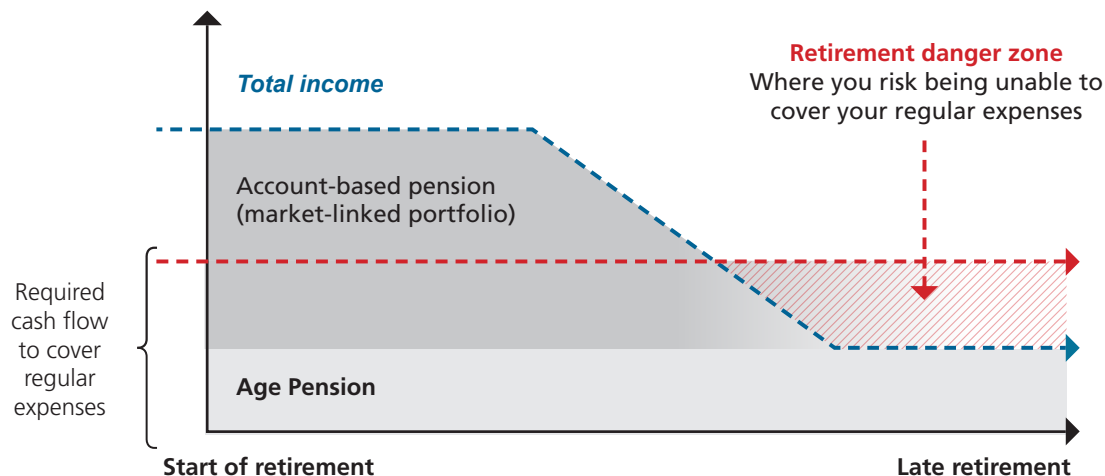 Total income
Retirement danger zone
Where you risk being unable to
cover your regular expenses
Account-based pension
(market-linked portfolio)
Required
cash flow
to cover
regular
expenses
Age Pension
Start of retirement
Late retirement